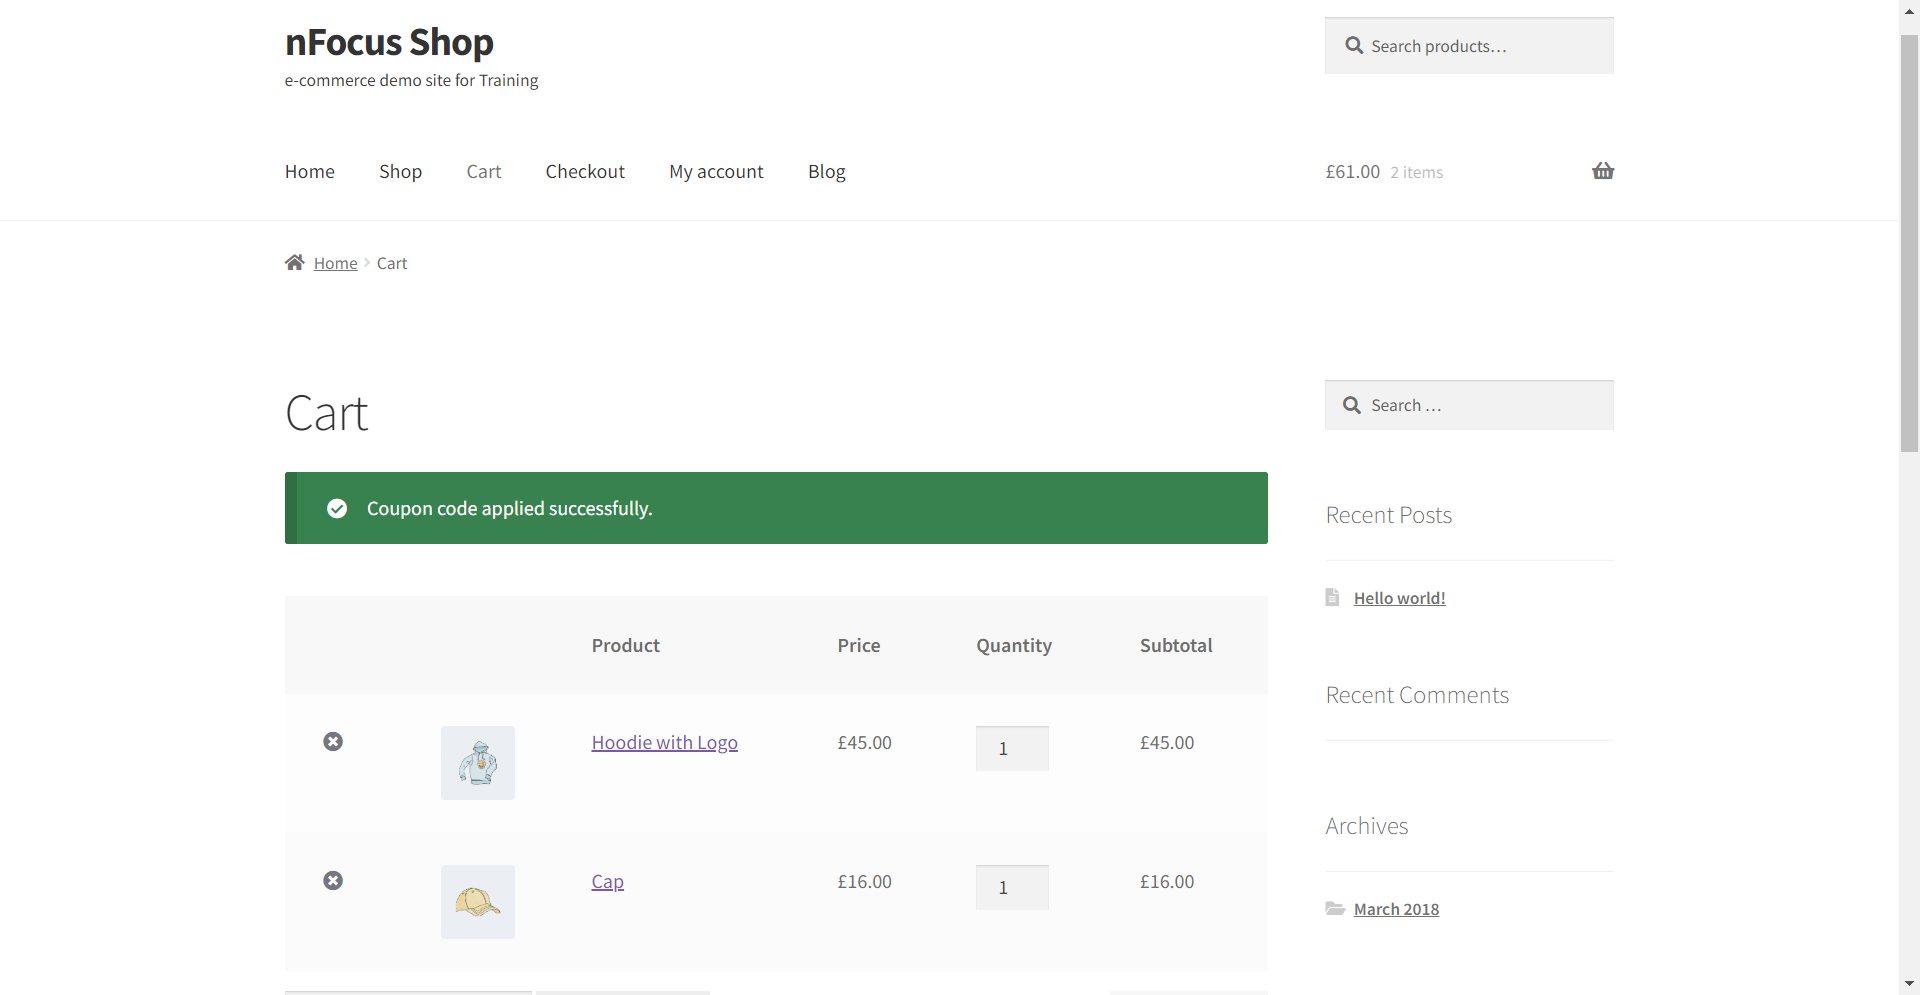 nFocus Shop
e-commerce demo site for Training
Search products…
Home Shop Cart Checkout My account Blog
£61.00 2 items
Home Cart
Cart
Coupon code applied successfully.
Product Price Quantity Subtotal
Hoodie with Logo £45.00 1 £45.00
Cap £16.00 1 £16.00
Search …
Recent Posts
Hello world!
Recent Comments
Archives
March 2018